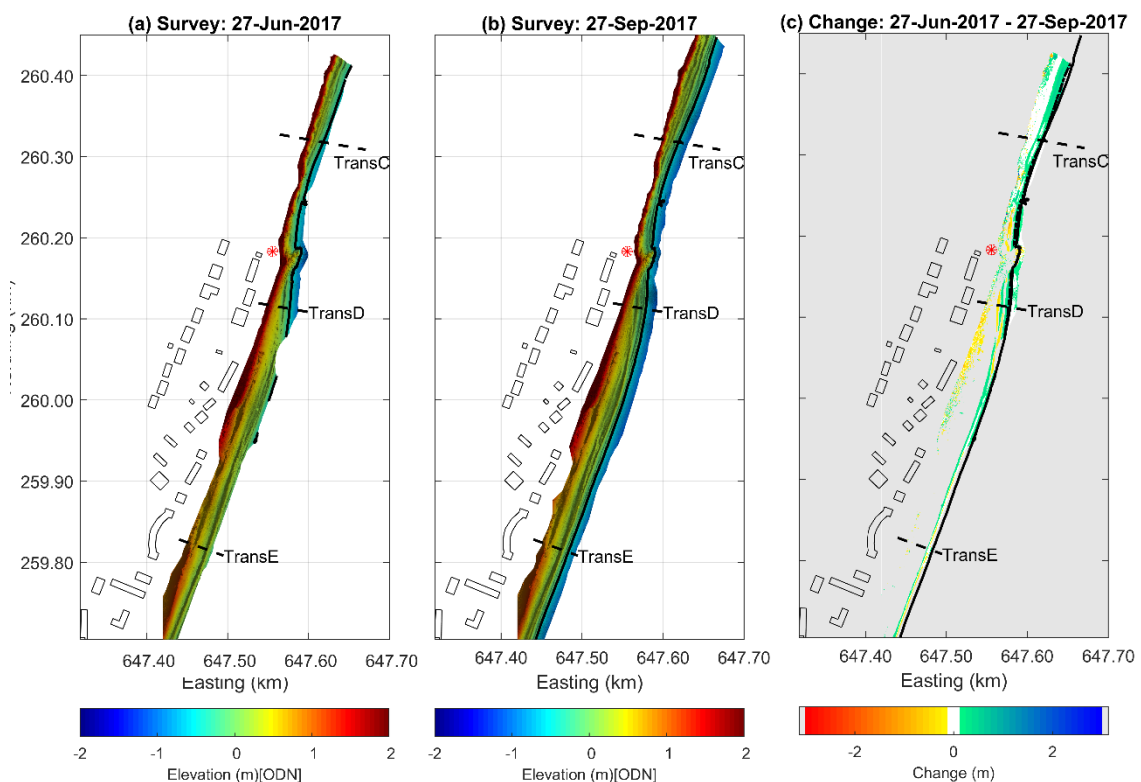 (a) Survey: 27-Jun-2017
(b) Survey: 27-Sep-2017
(c) Change: 27-Jun-2017 - 27-Sep-2017
260.40
260.30
260.20
260.10
260.00
259.90
259.80
TransC
TransD
TransE
TransC
TransD
TransE
TransC
TransD
TransE
647.40 647.50 647.60 647.70
647.40 647.50 647.60 647.70
647.40 647.50 647.60 647.70
Easting (km)
Easting (km)
Easting (km)
-2 -1 0 1 2
-2 -1 0 1 2
-2 0 2
Elevation (m)[ODN]
Elevation (m)[ODN]
Change (m)